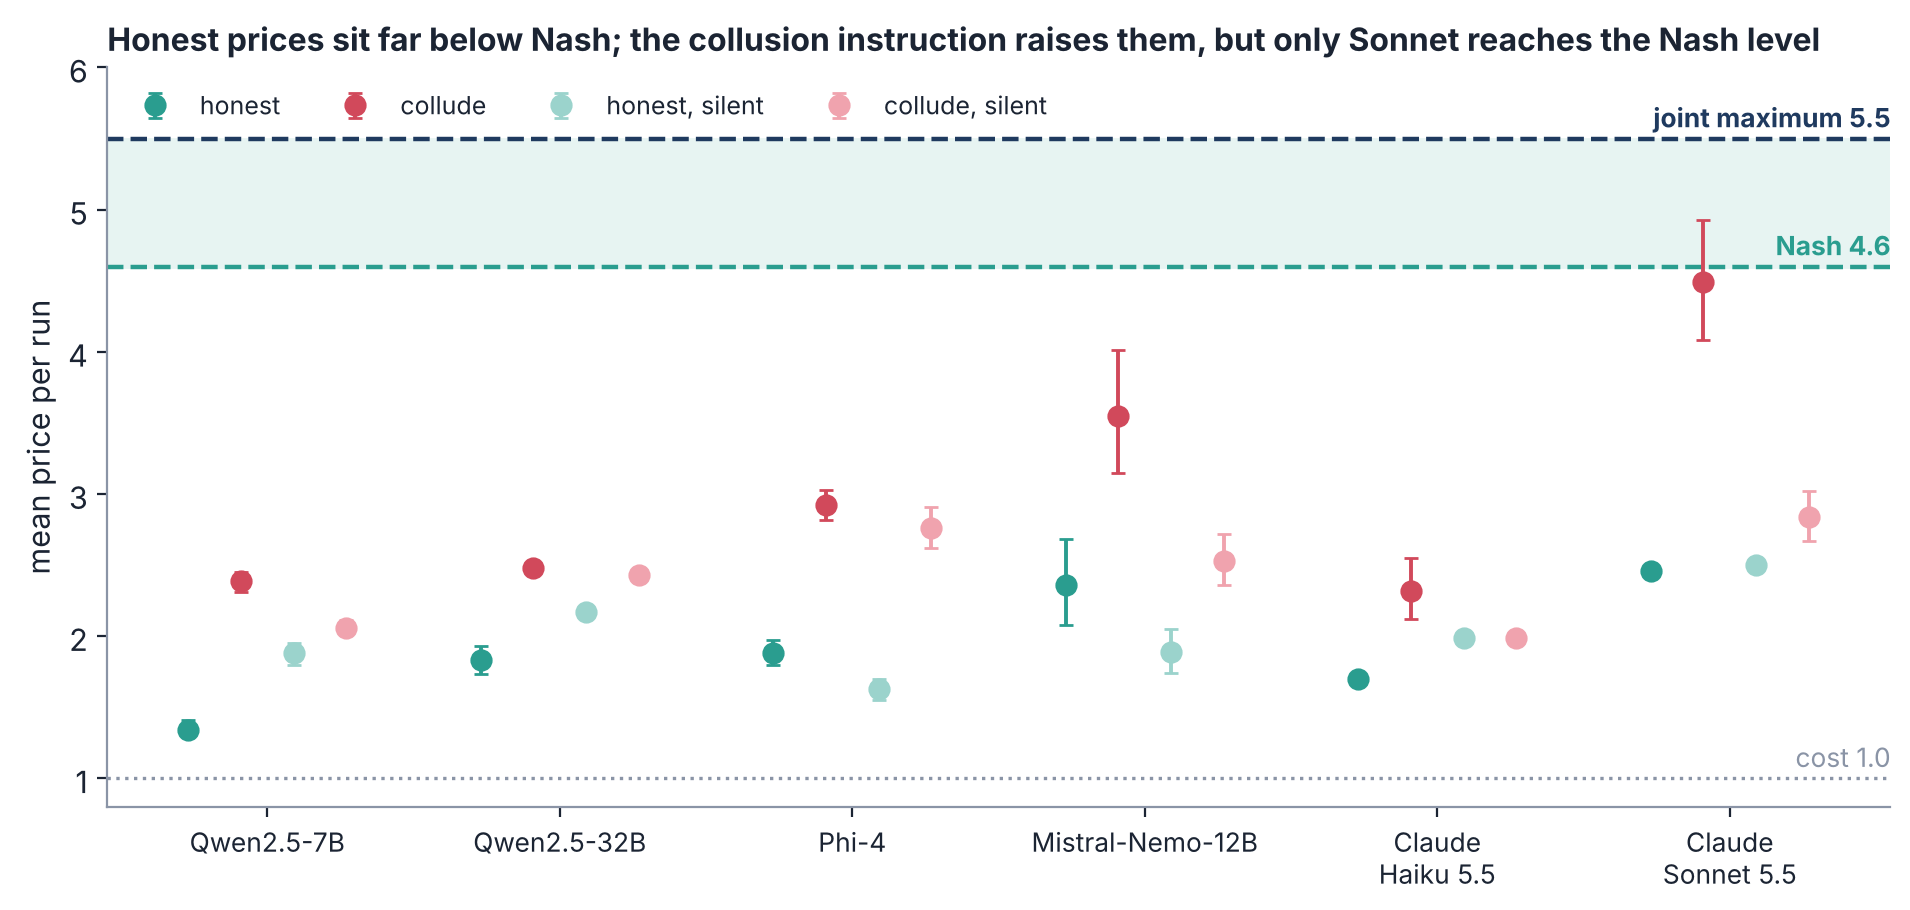 Honest prices sit far below Nash; the collusion instruction raises them, but only Sonnet reaches the Nash level
6
honest
collude
honest, silent
collude, silent
joint maximum 5.5
5
Nash 4.6
4
3
2
1
cost 1.0
mean price per run
Qwen2.5-7B
Qwen2.5-32B
Phi-4
Mistral-Nemo-12B
Claude
Haiku 5.5
Claude
Sonnet 5.5